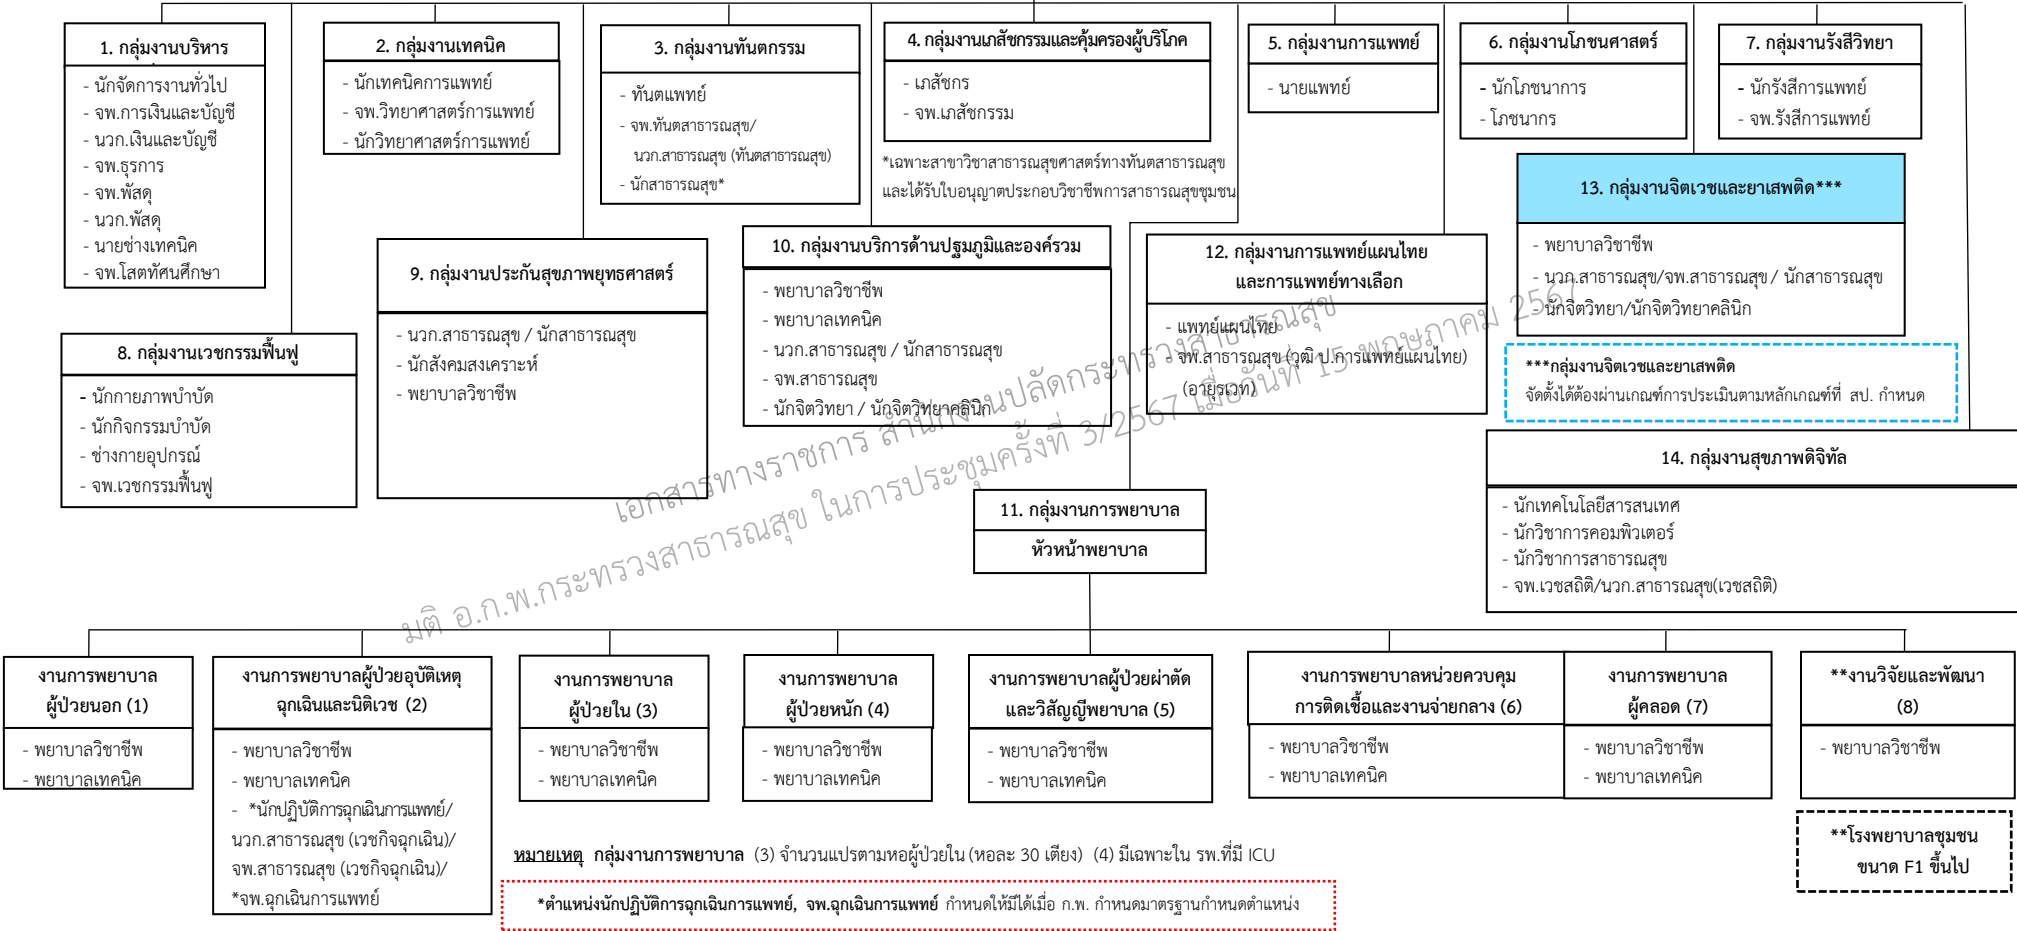 1. กลุ่มงานบริหาร
- นักจัดการงานทั่วไป
- จพ.การเงินและบัญชี
- นวก.เงินและบัญชี
- จพ.ธุรการ
- จพ.พัสดุ
- นวก.พัสดุ
- นายช่างเทคนิค
- จพ.โสตทัศนศึกษา
2. กลุ่มงานเทคนิค
- นักเทคนิคการแพทย์
- จพ.วิทยาศาสตร์การแพทย์
- นักวิทยาศาสตร์การแพทย์
3. กลุ่มงานทันตกรรม
- ทันตแพทย์
- จพ.ทันตสาธารณสุข/
นวก.สาธารณสุข (ทันตสาธารณสุข)
- นักสาธารณสุข*
4. กลุ่มงานเภสัชกรรมและคุ้มครองผู้บริโภค
- เภสัชกร
- จพ.เภสัชกรรม
*เฉพาะสาขาวิชาสาธารณสุขศาสตร์ทางทันตสาธารณสุข
และได้รับใบอนุญาตประกอบวิชาชีพการสาธารณสุขชุมชน
5. กลุ่มงานการแพทย์
- นายแพทย์
6. กลุ่มงานโภชนศาสตร์
- นักโภชนาการ
- โภชนากร
7. กลุ่มงานรังสีวิทยา
- นักรังสีการแพทย์
- จพ.รังสีการแพทย์
8. กลุ่มงานเวชกรรมฟื้นฟู
- นักกายภาพบำบัด
- นักกิจกรรมบำบัด
- ช่างกายอุปกรณ์
- จพ.เวชกรรมฟื้นฟู
9. กลุ่มงานประกันสุขภาพยุทธศาสตร์
- นวก.สาธารณสุข / นักสาธารณสุข
- นักสังคมสงเคราะห์
- พยาบาลวิชาชีพ
10. กลุ่มงานบริการด้านปฐมภูมิและองค์รวม
- พยาบาลวิชาชีพ
- พยาบาลเทคนิค
- นวก.สาธารณสุข / นักสาธารณสุข
- จพ.สาธารณสุข
- นักจิตวิทยา / นักจิตวิทยาคลินิก
12. กลุ่มงานการแพทย์แผนไทย
และการแพทย์ทางเลือก
- แพทย์แผนไทย
- จพ.สาธารณสุข (วุฒิ ป.การแพทย์แผนไทย)
(อายุรเวท)
13. กลุ่มงานจิตเวชและยาเสพติด***
- พยาบาลวิชาชีพ
- นวก.สาธารณสุข/จพ.สาธารณสุข / นักสาธารณสุข
- นักจิตวิทยา/นักจิตวิทยาคลินิก
***กลุ่มงานจิตเวชและยาเสพติด
จัดตั้งได้ต้องผ่านเกณฑ์การประเมินตามหลักเกณฑ์ที่ สป. กำหนด
14. กลุ่มงานสุขภาพดิจิทัล
- นักเทคโนโลยีสารสนเทศ
- นักวิชาการคอมพิวเตอร์
- นักวิชาการสาธารณสุข
- จพ.เวชสถิติ/นวก.สาธารณสุข(เวชสถิติ)
เอกสารทางราชการ สำนักงานปลัดกระทรวงสาธารณสุข
มติ อ.ก.พ.กระทรวงสาธารณสุข ในการประชุมครั้งที่ 3/2567 เมื่อวันที่ 15 พฤษภาคม 2567
11. กลุ่มงานการพยาบาล
หัวหน้าพยาบาล
งานการพยาบาล
ผู้ป่วยนอก (1)
- พยาบาลวิชาชีพ
- พยาบาลเทคนิค
งานการพยาบาลผู้ป่วยอุบัติเหตุ
ฉุกเฉินและนิติเวช (2)
- พยาบาลวิชาชีพ
- พยาบาลเทคนิค
- *นักปฏิบัติการฉุกเฉินการแพทย์/
นวก.สาธารณสุข (เวชกิจฉุกเฉิน)/
จพ.สาธารณสุข (เวชกิจฉุกเฉิน)/
*จพ.ฉุกเฉินการแพทย์
งานการพยาบาล
ผู้ป่วยใน (3)
- พยาบาลวิชาชีพ
- พยาบาลเทคนิค
งานการพยาบาล
ผู้ป่วยหนัก (4)
- พยาบาลวิชาชีพ
- พยาบาลเทคนิค
งานการพยาบาลผู้ป่วยผ่าตัด
และวิสัญญีพยาบาล (5)
- พยาบาลวิชาชีพ
- พยาบาลเทคนิค
งานการพยาบาลหน่วยควบคุม
การติดเชื้อและงานจ่ายกลาง (6)
- พยาบาลวิชาชีพ
- พยาบาลเทคนิค
งานการพยาบาล
ผู้คลอด (7)
- พยาบาลวิชาชีพ
- พยาบาลเทคนิค
**งานวิจัยและพัฒนา
(8)
- พยาบาลวิชาชีพ
**โรงพยาบาลชุมชน
ขนาด F1 ขึ้นไป
หมายเหตุ กลุ่มงานการพยาบาล (3) จำนวนแปรตามหอผู้ป่วยใน (หอละ 30 เตียง) (4) มีเฉพาะใน รพ.ที่มี ICU
*ตำแหน่งนักปฏิบัติการฉุกเฉินการแพทย์, จพ.ฉุกเฉินการแพทย์ กำหนดให้มีได้เมื่อ ก.พ. กำหนดมาตรฐานกำหนดตำแหน่ง